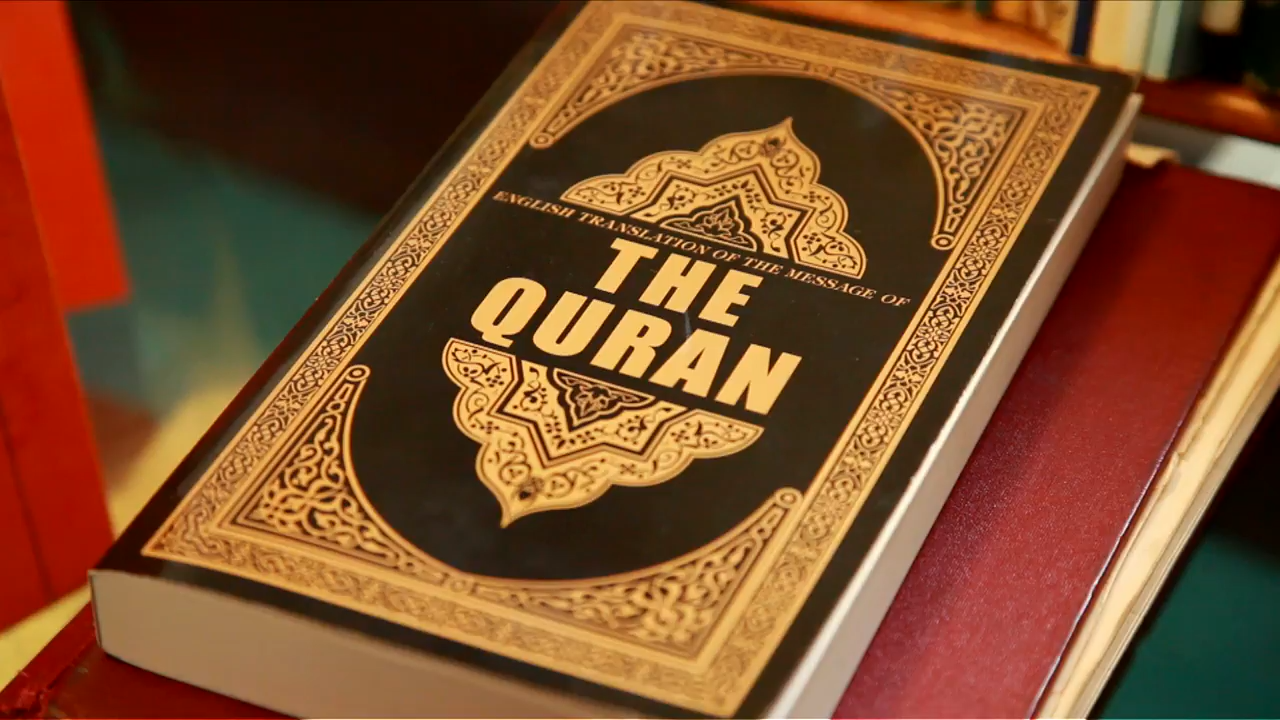 ENGLISH TRANSLATION OF THE MESSAGE OF
THE
QURAN